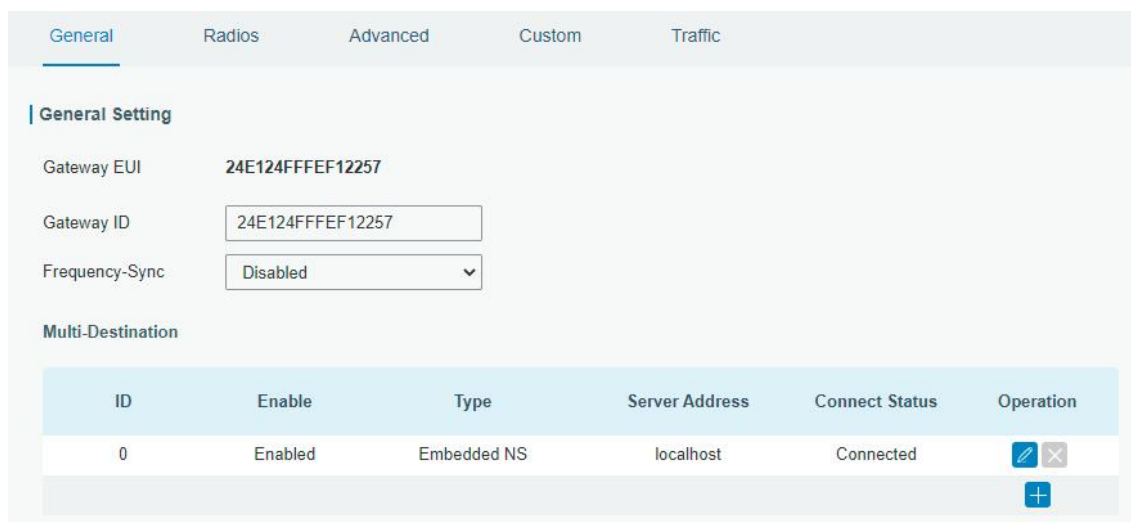 General Radios Advanced Custom Traffic
General Setting
Gateway EUI 24E124FFFEF12257
Gateway ID 24E124FFFEF12257
Frequency-Sync Disabled
Multi-Destination
ID Enable Type Server Address Connect Status Operation
0 Enabled Embedded NS localhost Connected